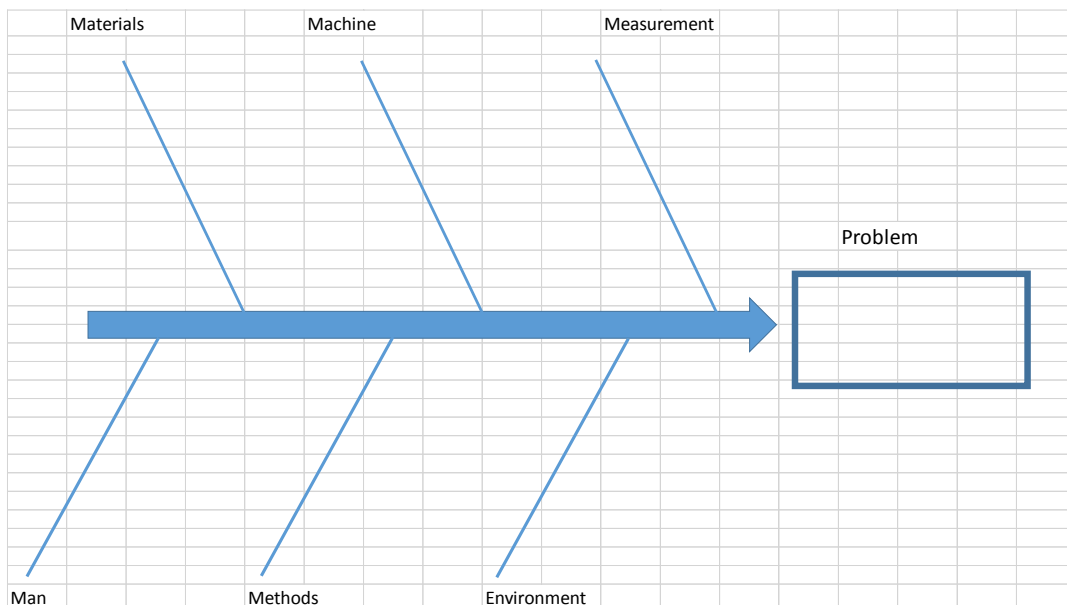 Materials
Machine
Measurement
Problem
Man
Methods
Environment